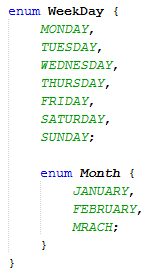 enum WeekDay {
MONDAY,
TUESDAY,
WEDNESDAY,
THURSDAY,
FRIDAY,
SATURDAY,
SUNDAY;
enum Month {
JANUARY,
FEBRUARY,
MRACH;
}
}